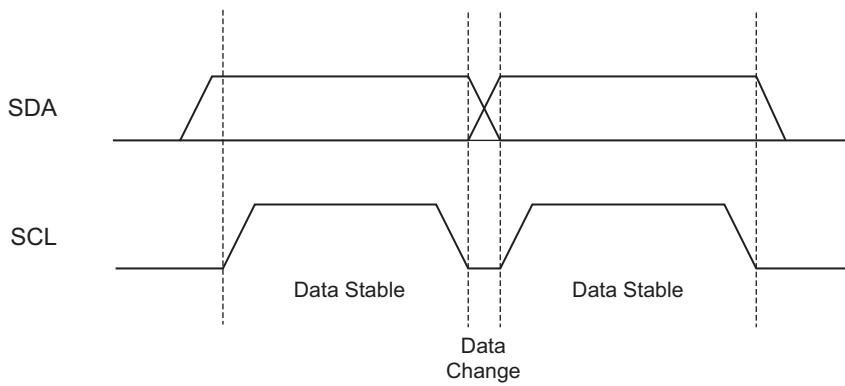 SDA
SCL
Data Stable
Data Stable
Data
Change